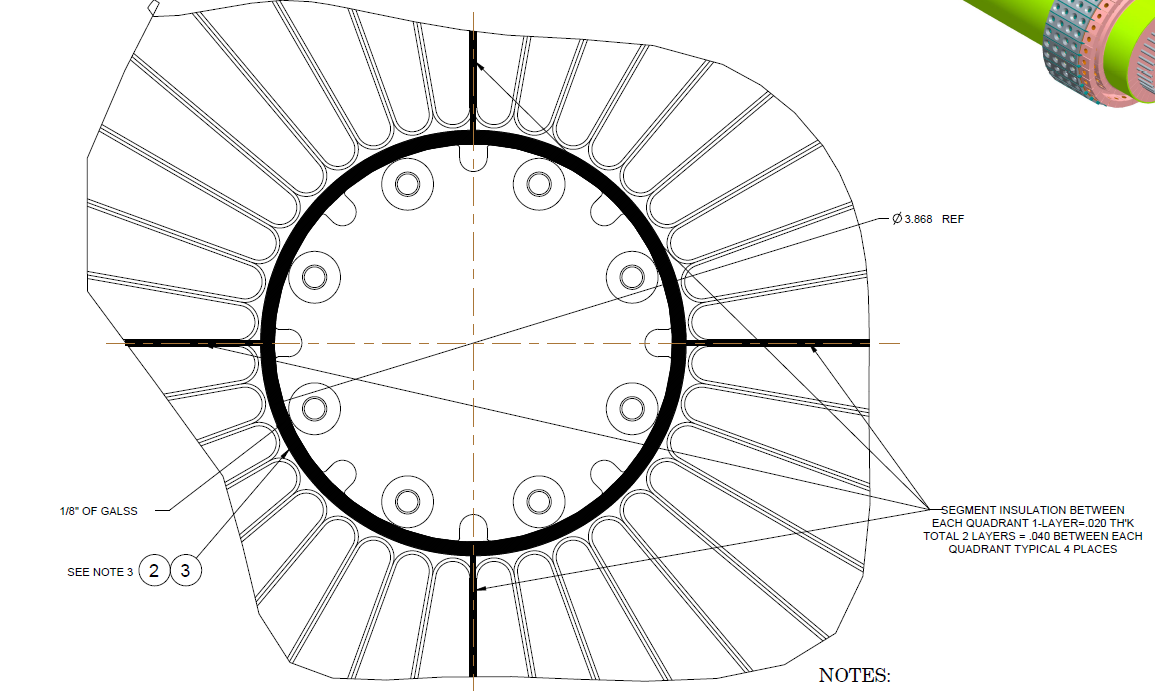 Ø 3.868 REF
1/8" OF GALSS
SEE NOTE 3 2 3
SEGMENT INSULATION BETWEEN
EACH QUADRANT 1-LAYER=.020 TH'K
TOTAL 2 LAYERS = .040 BETWEEN EACH
QUADRANT TYPICAL 4 PLACES
NOTES: